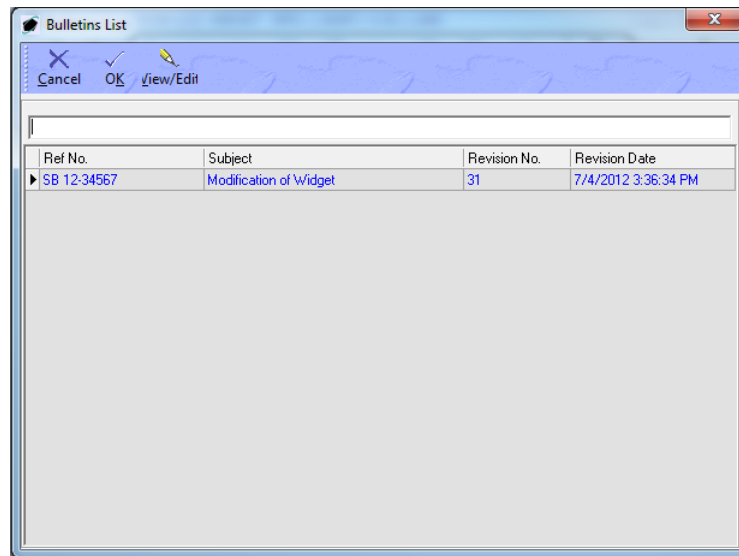 Bulletins List
Cancel OK View/Edit
Ref No. Subject Revision No. Revision Date
SB 12-34567 Modification of Widget 31 7/4/2012 3:36:34 PM